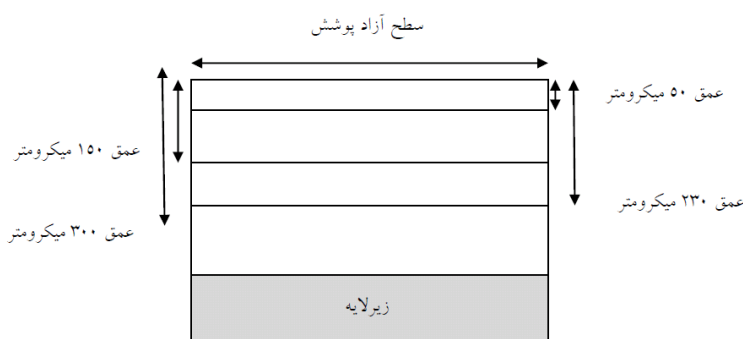 سطح آزاد پوشش
عمق ۵۰ میکرومتر
عمق ۱۵۰ میکرومتر
عمق ۲۳۰ میکرومتر
عمق ۳۰۰ میکرومتر
زیرلایه